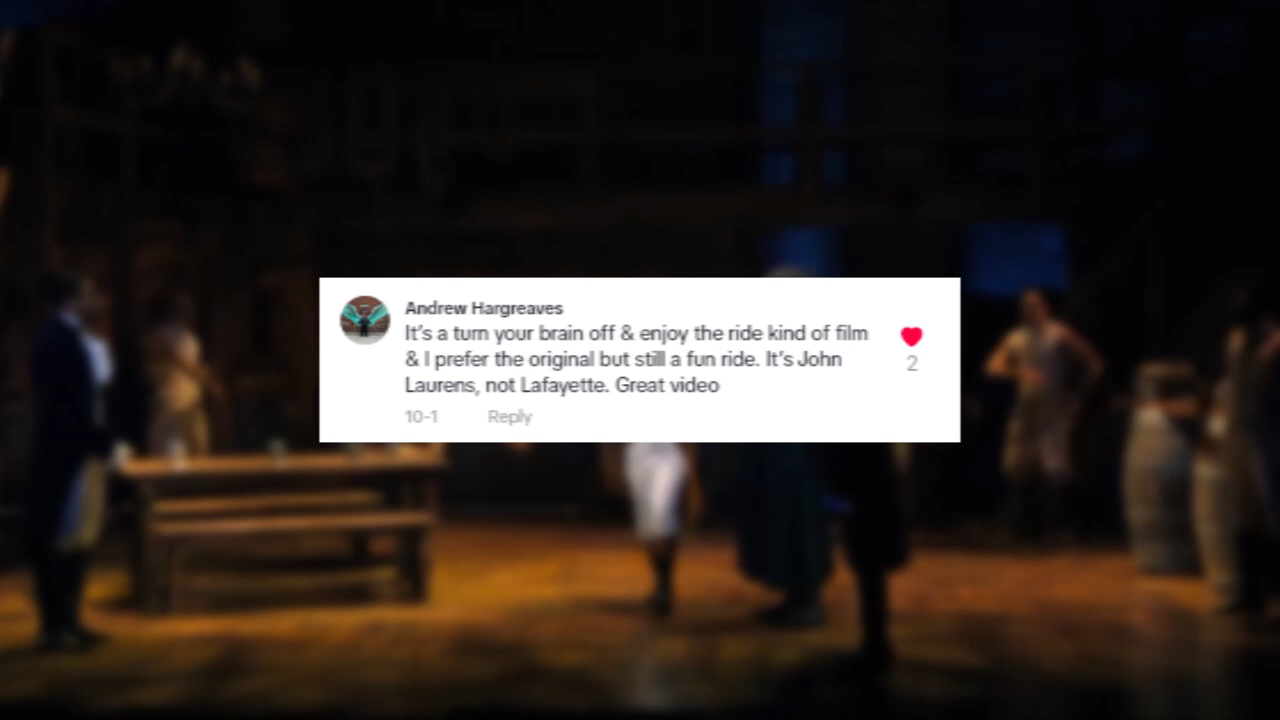 Andrew Hargreaves
It's a turn your brain off & enjoy the ride kind of film
& I prefer the original but still a fun ride. It's John
Laurens, not Lafayette. Great video
2
10-1 Reply